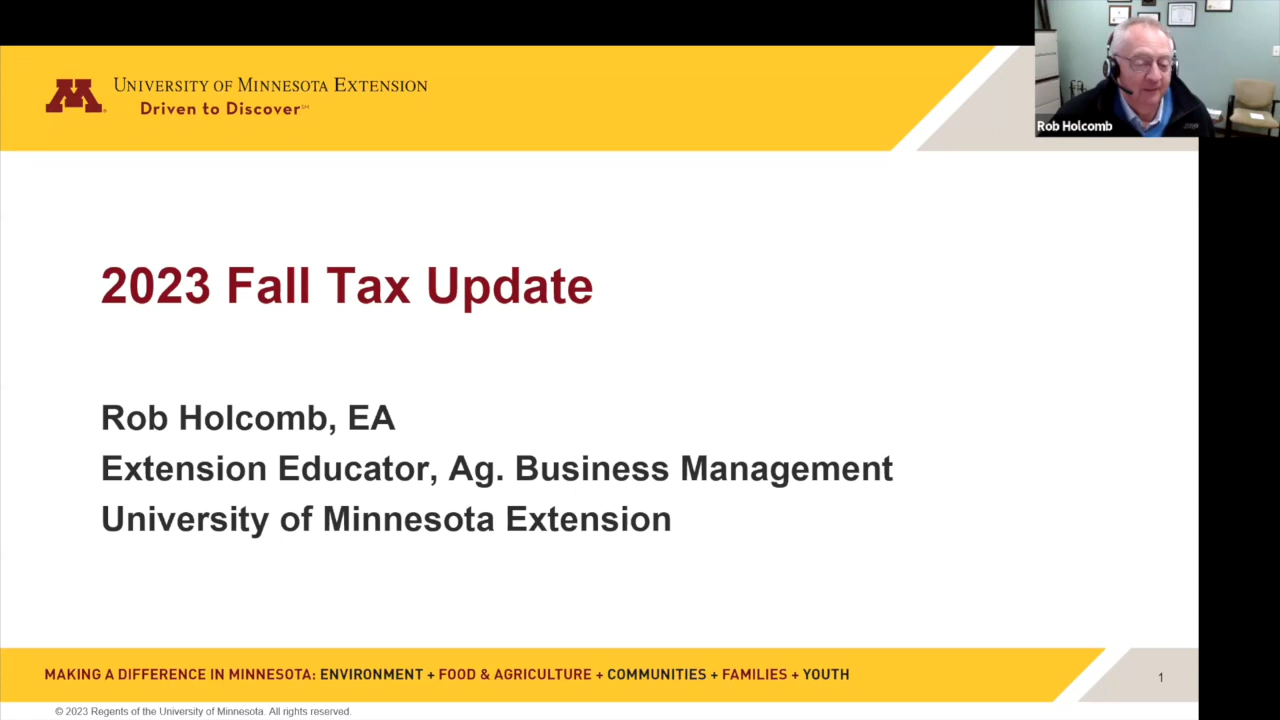 UNIVERSITY OF MINNESOTA EXTENSION
Driven to Discover℠
Rob Holcomb
2023 Fall Tax Update
Rob Holcomb, EA
Extension Educator, Ag. Business Management
University of Minnesota Extension
MAKING A DIFFERENCE IN MINNESOTA: ENVIRONMENT + FOOD & AGRICULTURE + COMMUNITIES + FAMILIES + YOUTH
1
© 2023 Regents of the University of Minnesota. All rights reserved.